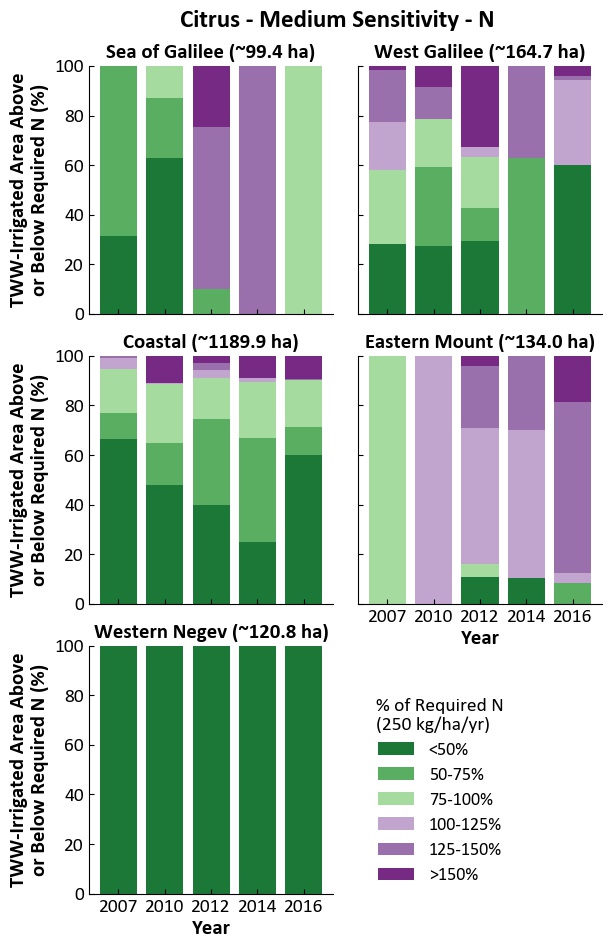 Citrus - Medium Sensitivity - N
Sea of Galilee (~99.4 ha)
West Galilee (~164.7 ha)
TWW-Irrigated Area Above
or Below Required N (%)
100
80
60
40
20
0
Coastal (~1189.9 ha)
Eastern Mount (~134.0 ha)
TWW-Irrigated Area Above
or Below Required N (%)
100
80
60
40
20
0
2007 2010 2012 2014 2016
Year
Western Negev (~120.8 ha)
TWW-Irrigated Area Above
or Below Required N (%)
100
80
60
40
20
0
2007 2010 2012 2014 2016
Year
% of Required N
(250 kg/ha/yr)
<50%
50-75%
75-100%
100-125%
125-150%
>150%